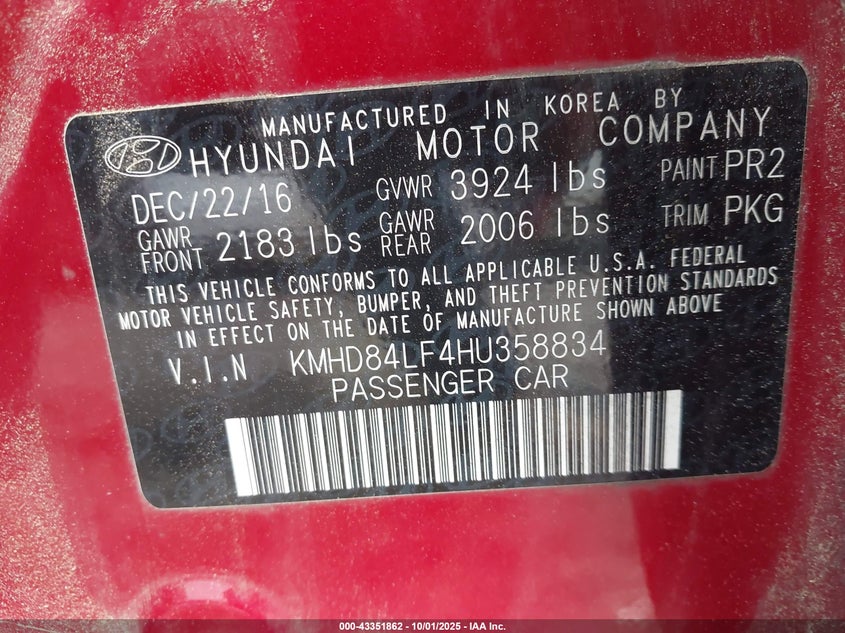 MANUFACTURED IN KOREA BY
HYUNDAI MOTOR COMPANY
DEC/22/16 GVWR 3924 lbs PAINT PR2
GAWR FRONT 2183 lbs GAWR REAR 2006 lbs TRIM PKG
THIS VEHICLE CONFORMS TO ALL APPLICABLE U.S.A. FEDERAL
MOTOR VEHICLE SAFETY, BUMPER, AND THEFT PREVENTION STANDARDS
IN EFFECT ON THE DATE OF MANUFACTURE SHOWN ABOVE
V.I.N KMHD84LF4HU358834
PASSENGER CAR
000-43351862 - 10/01/2025 - IAA Inc.